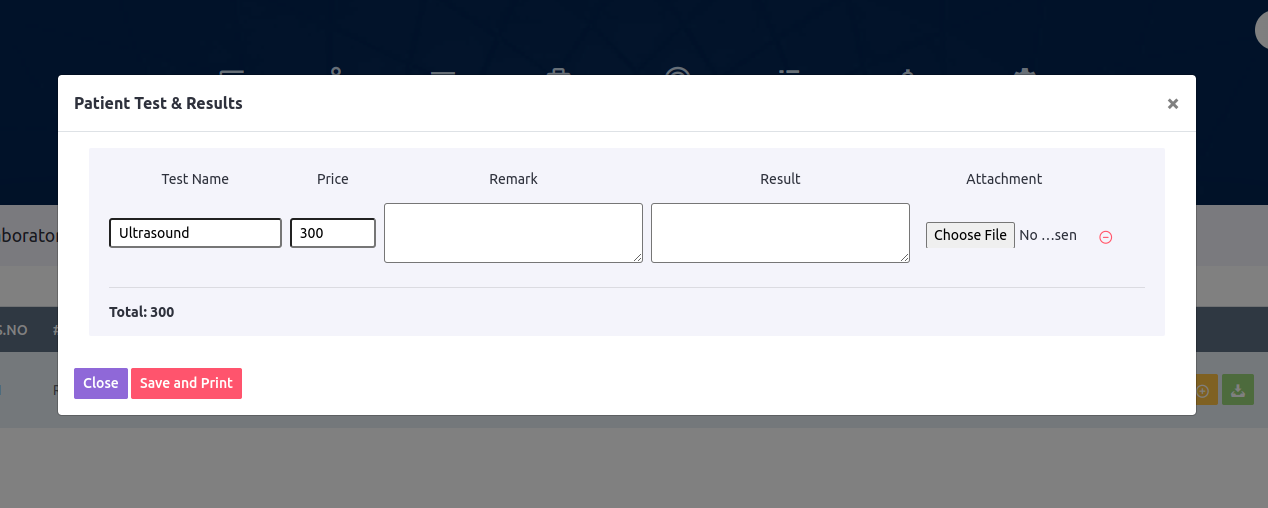 Patient Test & Results ×
Test Name Price Remark Result Attachment
Ultrasound 300 Choose File No …sen
Total: 300
Close Save and Print
S.NO #